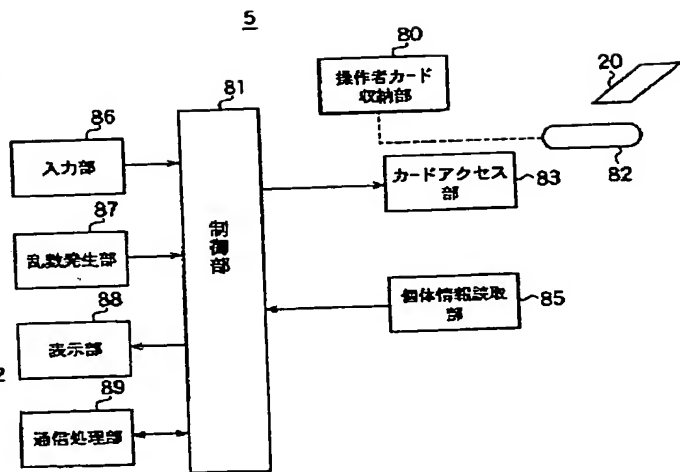 5
80
操作者カード
収納部
20
81
82
86
入力部
カードアクセス
部
83
87
乱数発生部
制御部
個体情報読取
部
85
88
表示部
2
89
通信処理部